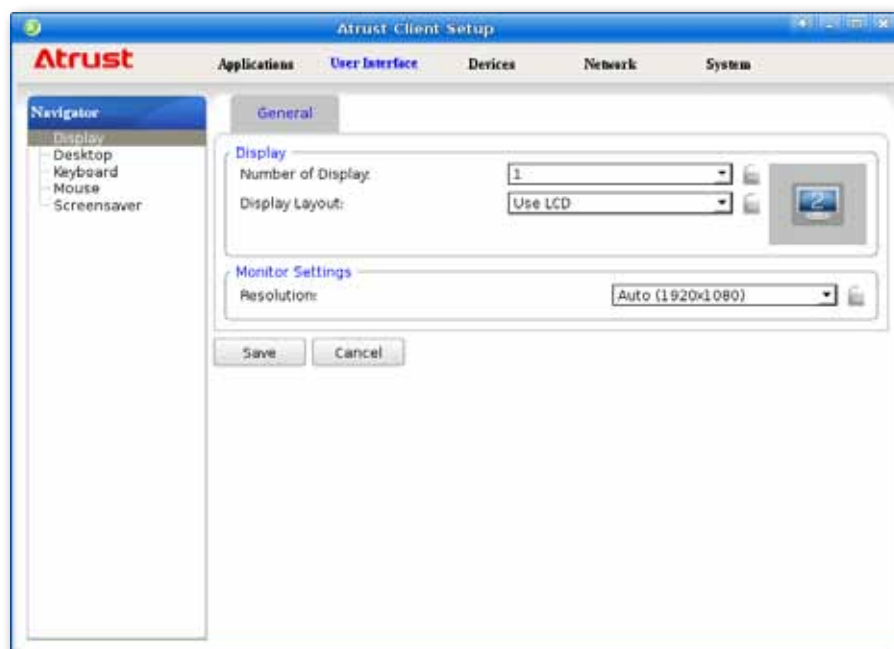 Atrust Client Setup
Atrust
Applications User Interface Devices Network System
Navigator
Display
Desktop
Keyboard
Mouse
Screensaver
General
Display
Number of Display: 1
Display Layout: Use LCD
2
Monitor Settings
Resolution: Auto (1920x1080)
Save Cancel